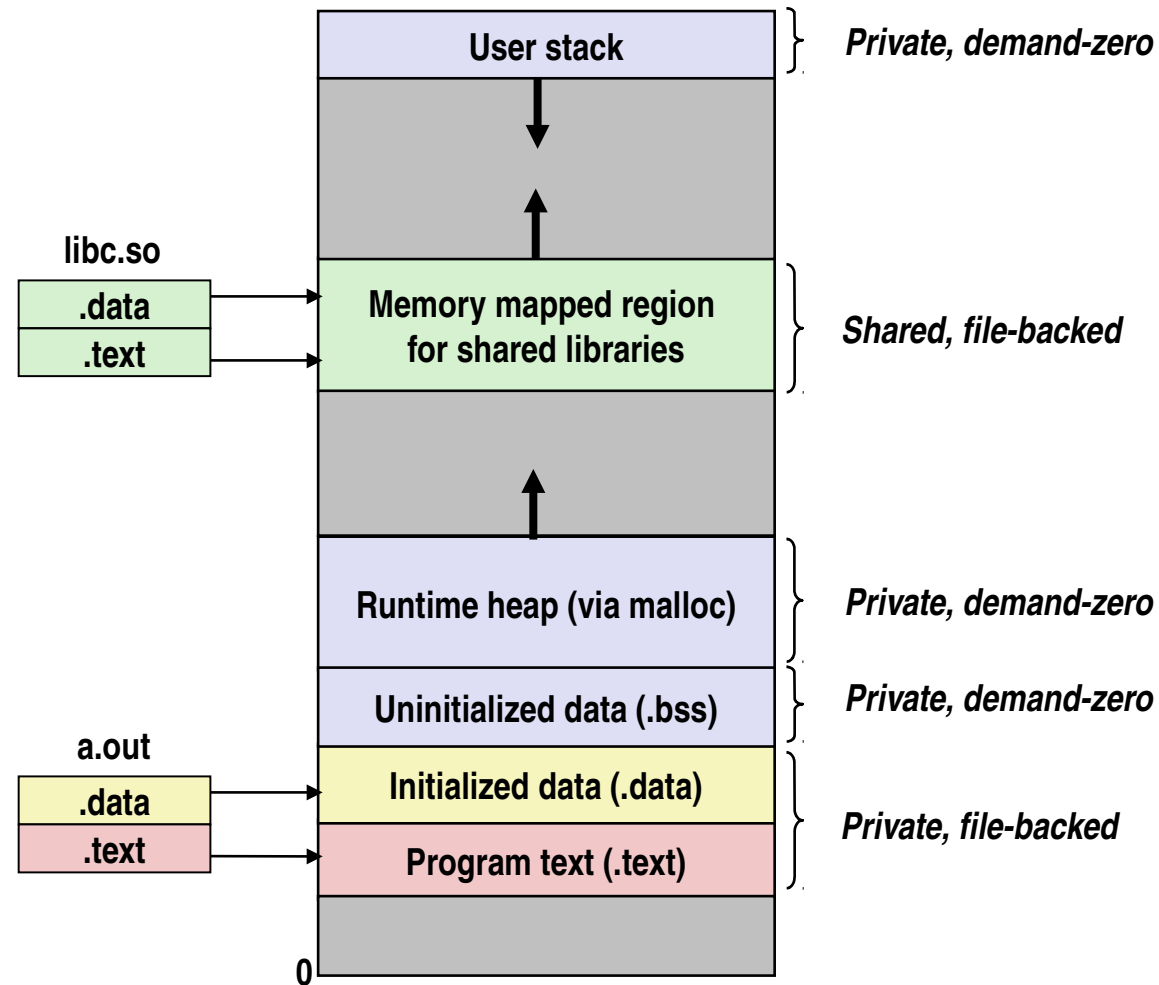 User stack
Private, demand-zero
libc.so
.data
.text
Memory mapped region
for shared libraries
Shared, file-backed
Runtime heap (via malloc)
Private, demand-zero
Uninitialized data (.bss)
Private, demand-zero
a.out
.data
.text
Initialized data (.data)
Program text (.text)
Private, file-backed
0